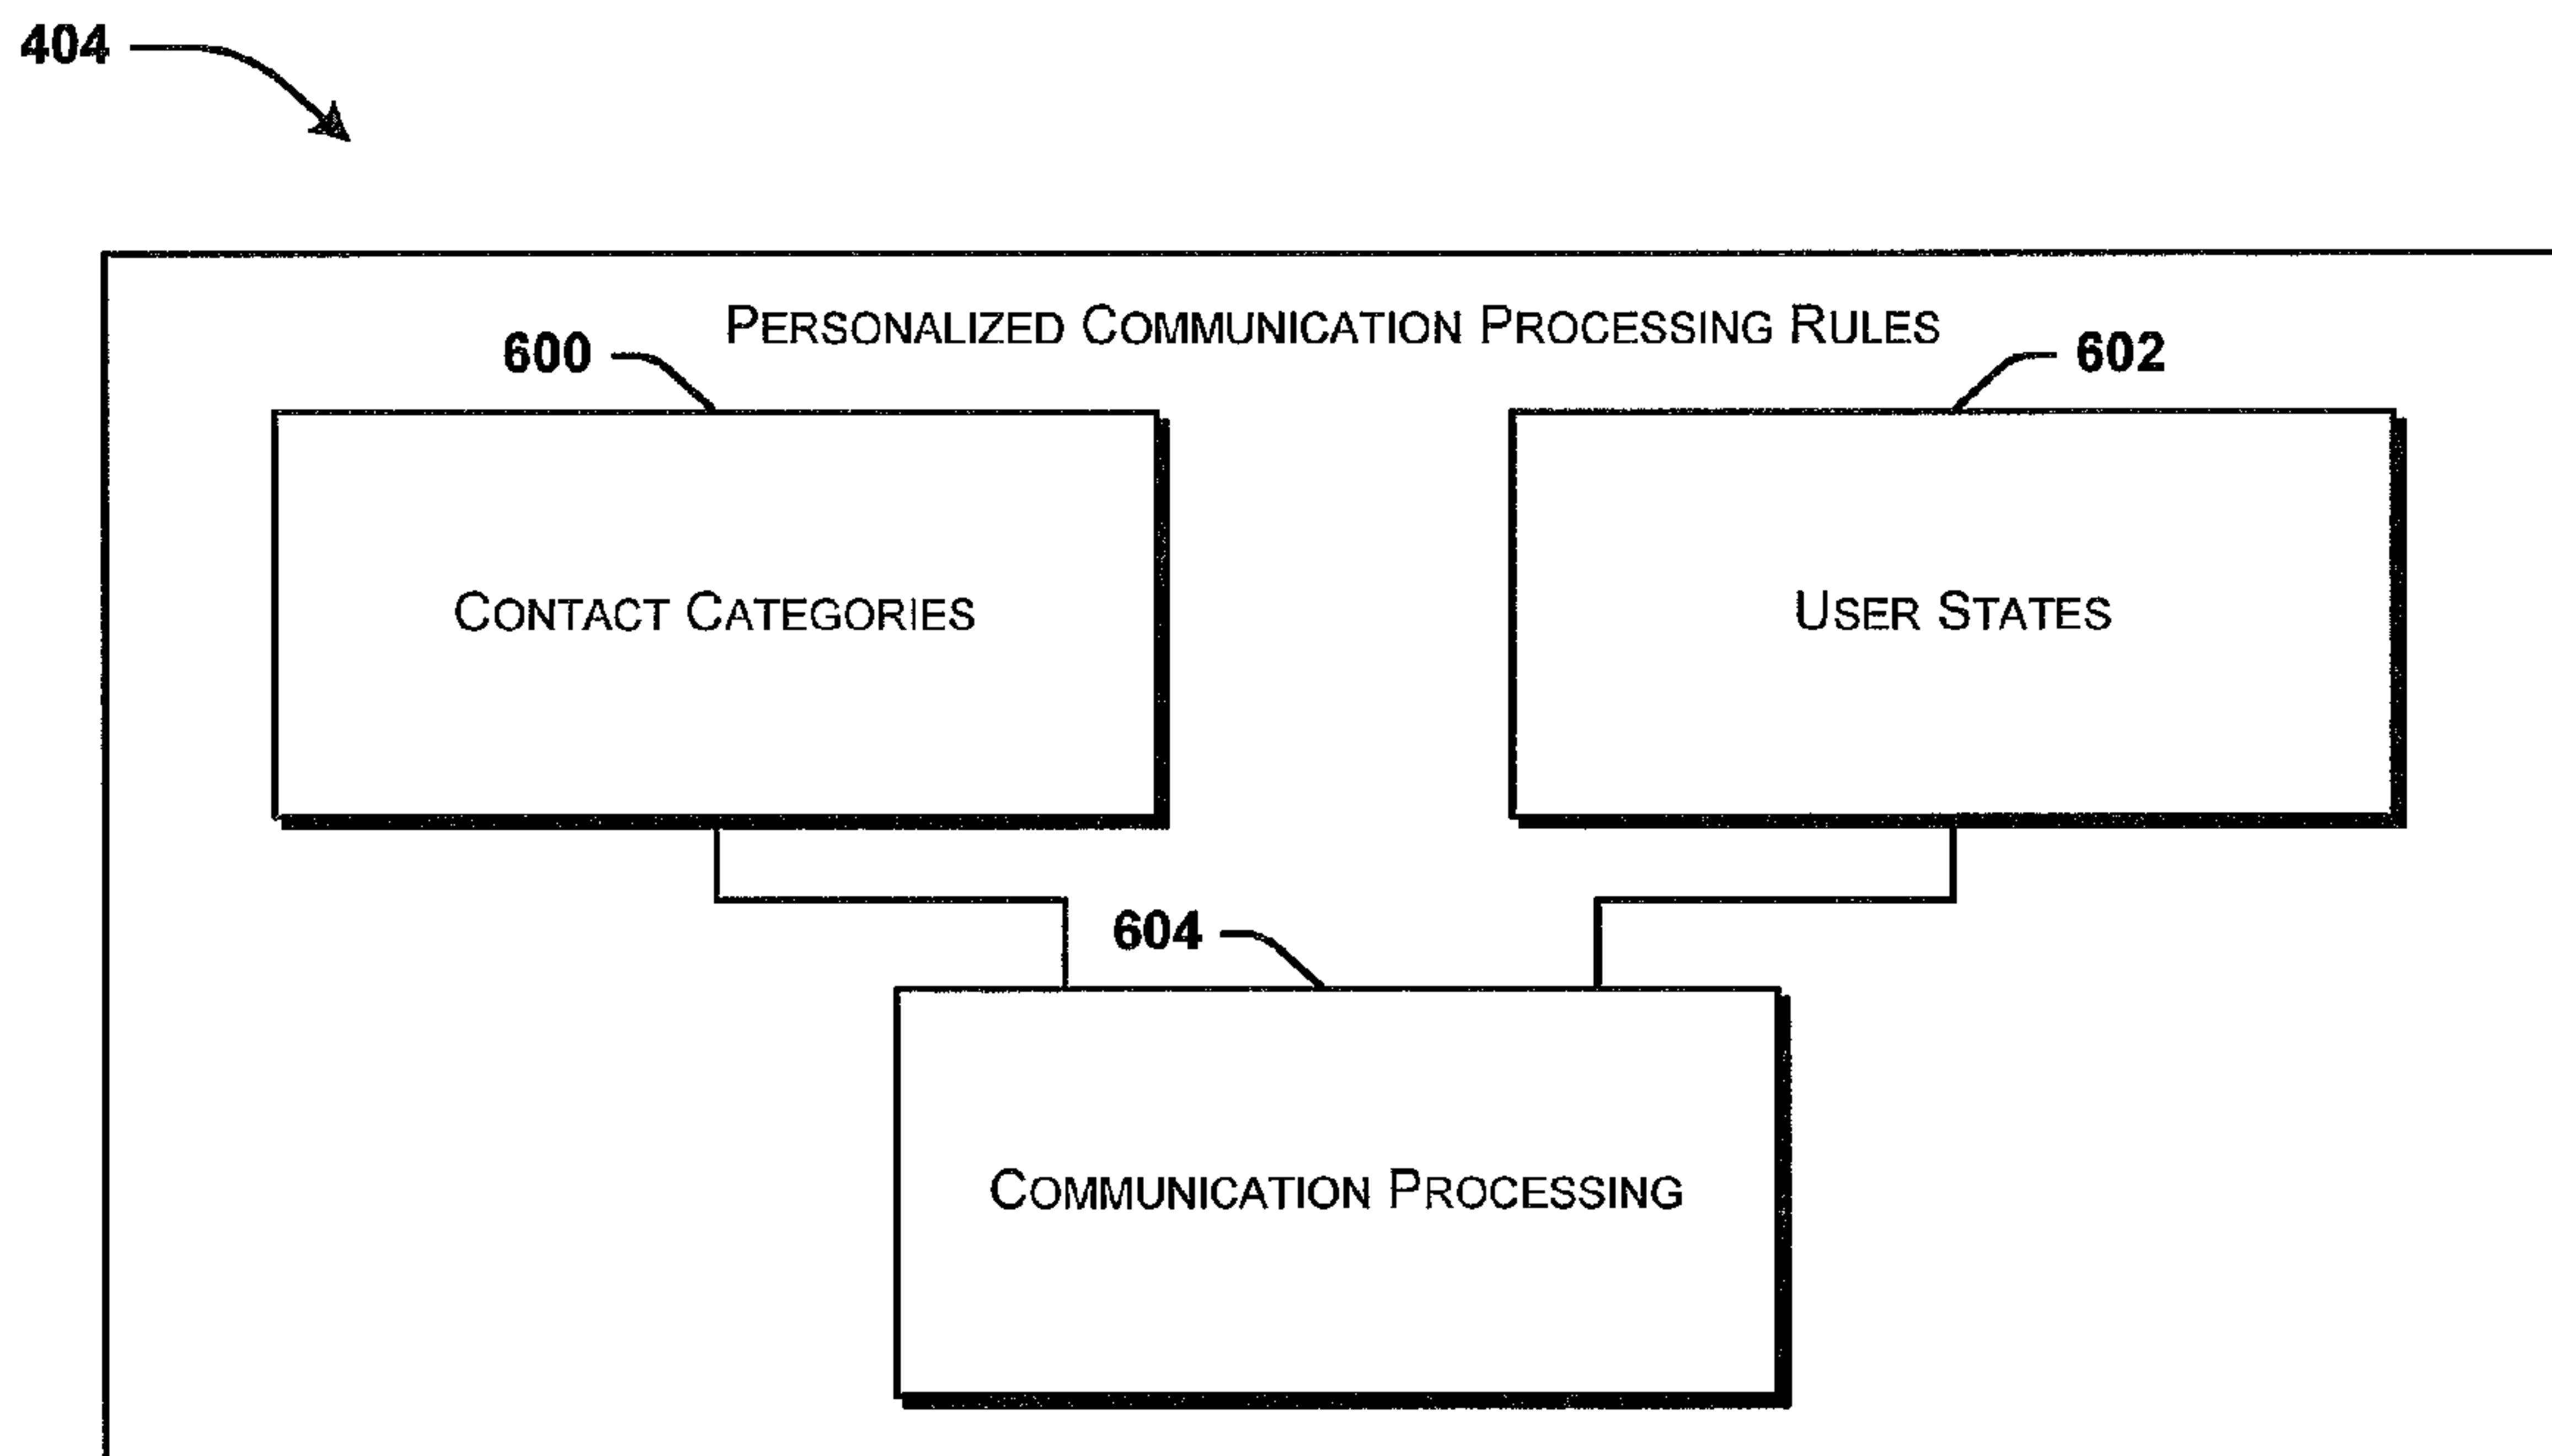 404
PERSONALIZED COMMUNICATION PROCESSING RULES
600
602
CONTACT CATEGORIES
USER STATES
604
COMMUNICATION PROCESSING